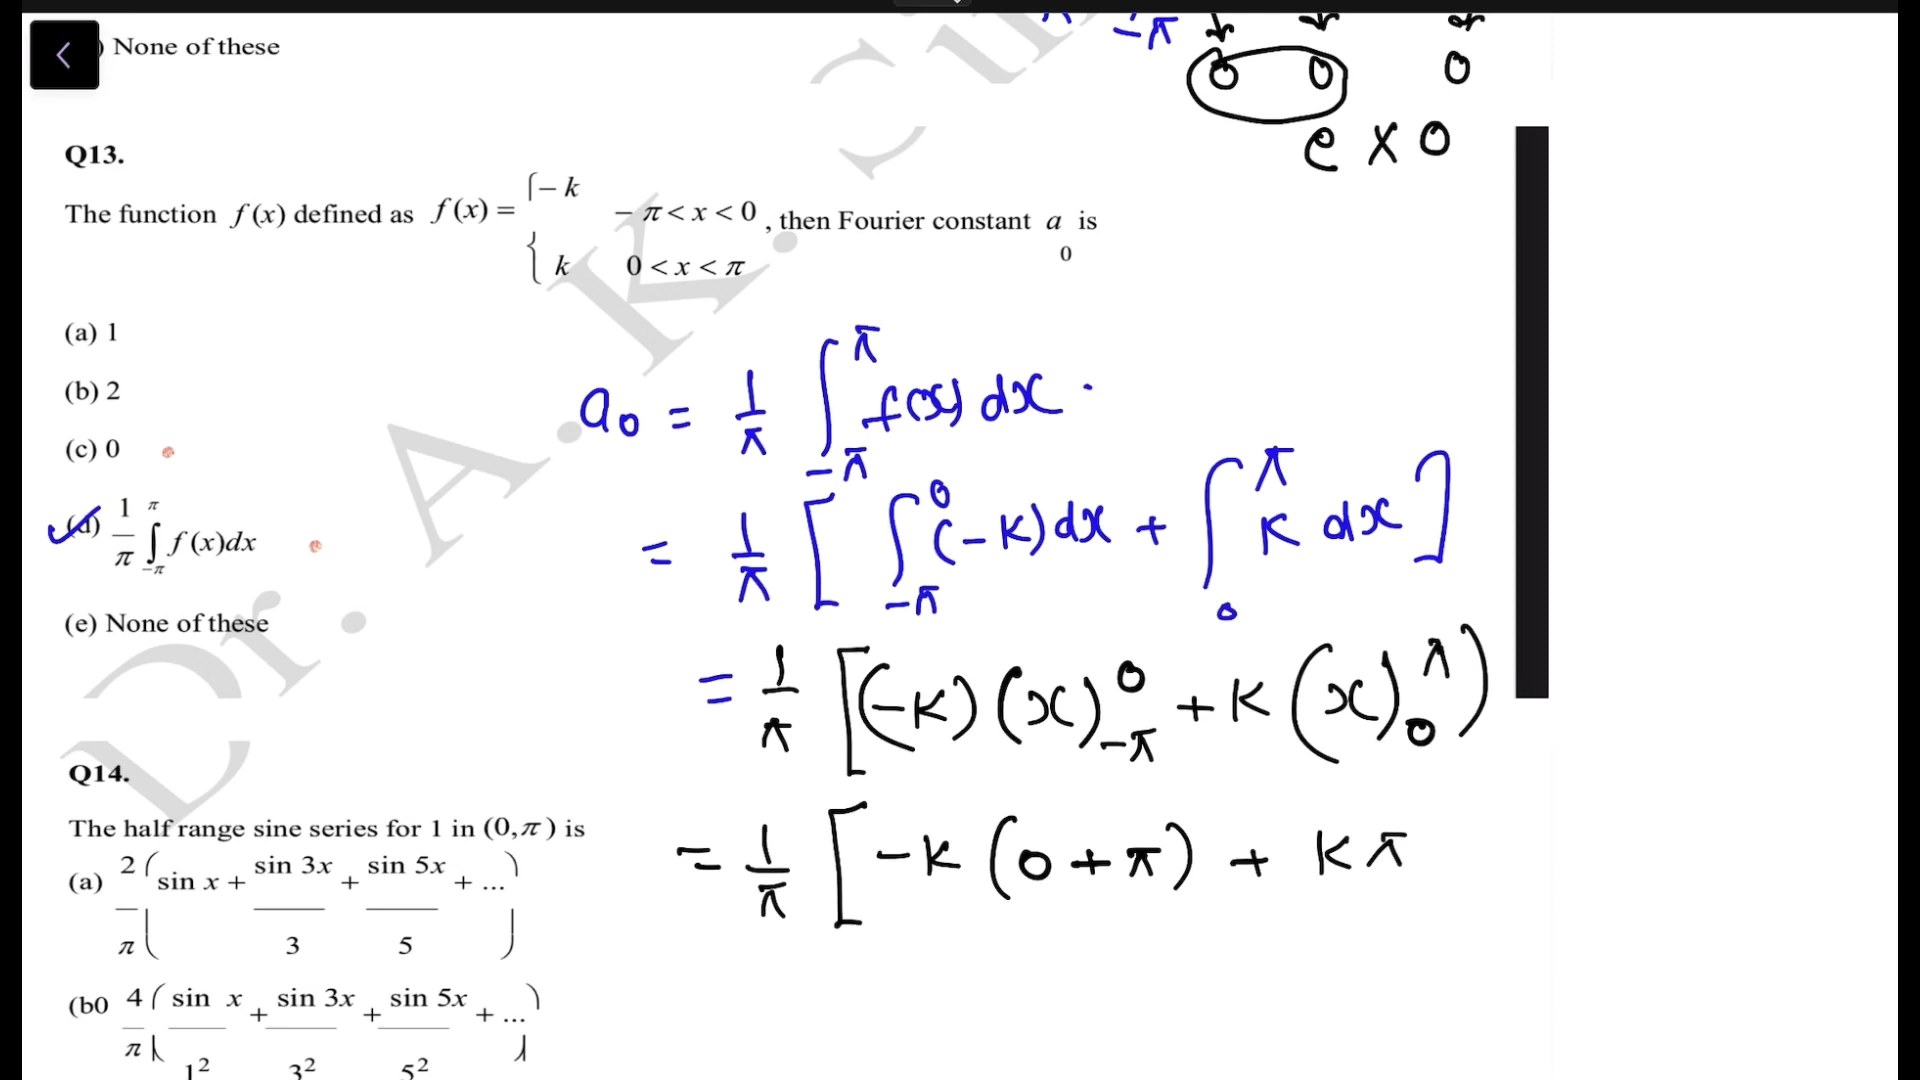 ) None of these
-π ↓ ↓ ↓
0 0 0
e x 0
Q13.
The function f(x) defined as f(x) = { -k - π < x < 0 , then Fourier constant a is
k 0 < x < π 0
(a) 1
(b) 2
(c) 0
(d) 1/π ∫_{-π}^{π} f(x)dx
(e) None of these
a0 = 1/π ∫_{-π}^{π} f(x) dx .
= 1/π [ ∫_{-π}^{0} (-K) dx + ∫_{0}^{π} K dx ]
= 1/π [ (-K) (x)_{-π}^{0} + K (x)_{0}^{π} )
= 1/π [ -K (0 + π) + K π
Q14.
The half range sine series for 1 in (0, π ) is
(a) 2/π ( sin x + sin 3x/3 + sin 5x/5 + ... )
(b0 4/π ( sin x/1² + sin 3x/3² + sin 5x/5² + ... )
Dr. A. K.